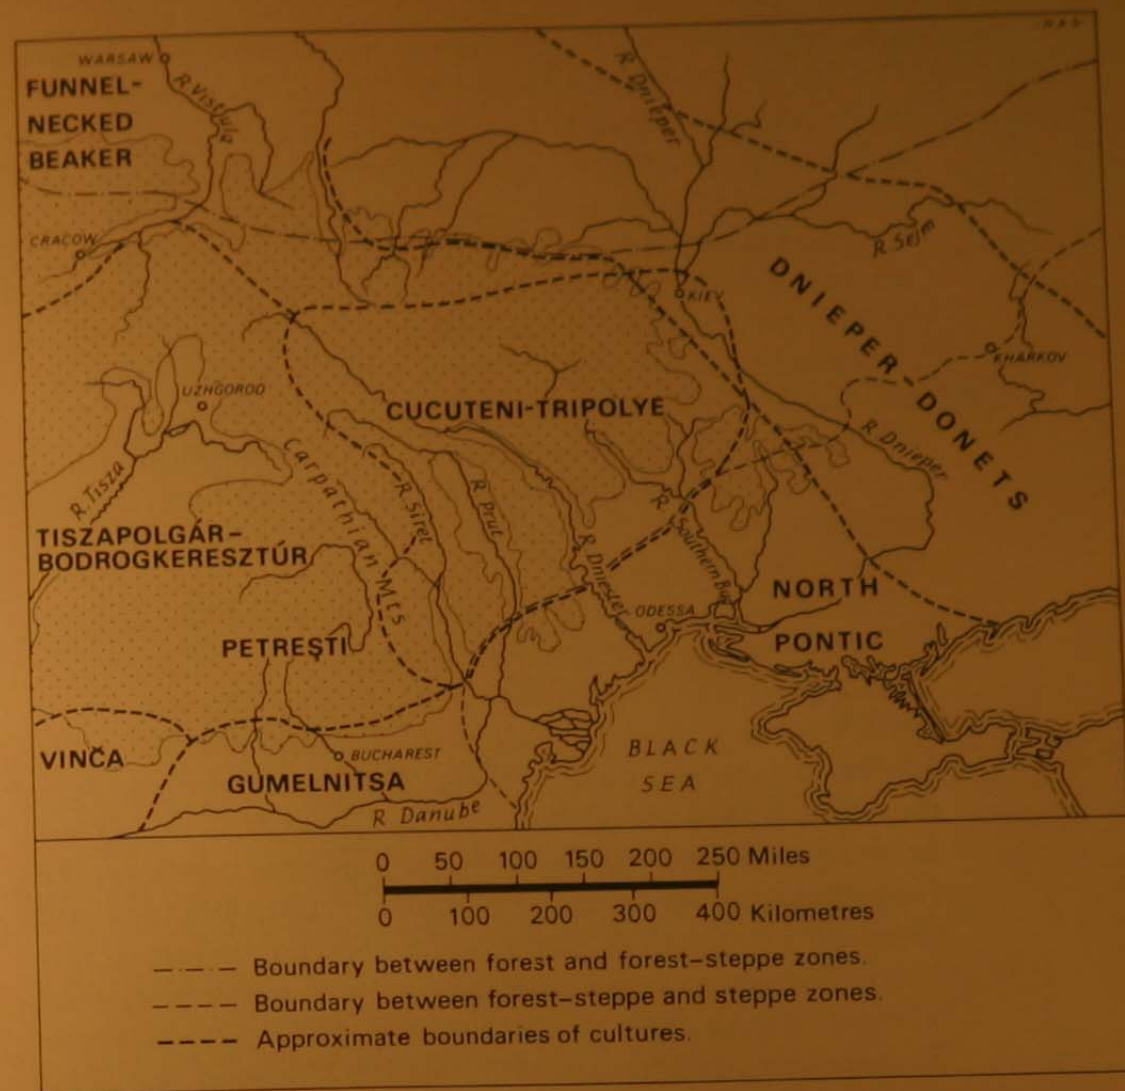 WARSAW
FUNNEL-
NECKED
BEAKER
R. Vistula
R. Dnieper
CRACOW
R. Sejm
KIEV
DNIEPER-DONETS
KHARKOV
UZHGOROD
CUCUTENI-TRIPOLYE
R. Dnieper
R. Tisza
Carpathian Mts
R. Siret
R. Prut
R. Southern Bug
R. Dniester
TISZAPOLGÁR-
BODROGKERESZTÚR
NORTH
PONTIC
ODESSA
PETREŞTI
VINČA
BUCHAREST
GUMELNITSA
R Danube
BLACK
SEA
0 50 100 150 200 250 Miles
0 100 200 300 400 Kilometres
Boundary between forest and forest-steppe zones.
Boundary between forest-steppe and steppe zones.
Approximate boundaries of cultures.